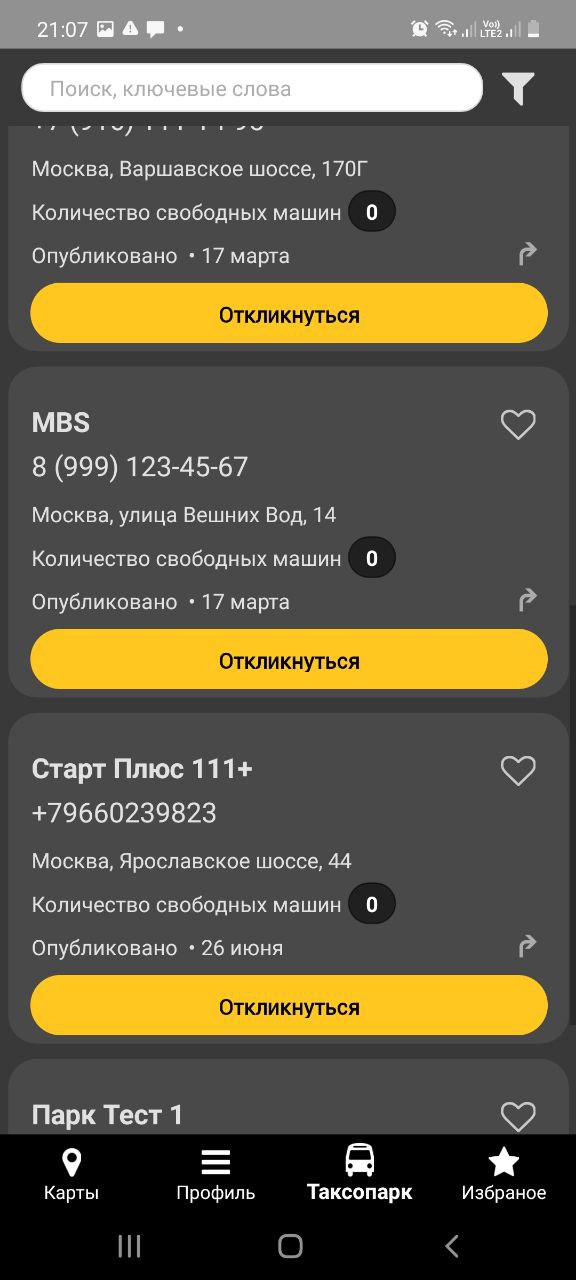 21:07
Vo))
LTE2
Поиск, ключевые слова
Москва, Варшавское шоссе, 170Г
Количество свободных машин 0
Опубликовано • 17 марта
Откликнуться
MBS
8 (999) 123-45-67
Москва, улица Вешних Вод, 14
Количество свободных машин 0
Опубликовано • 17 марта
Откликнуться
Старт Плюс 111+
+79660239823
Москва, Ярославское шоссе, 44
Количество свободных машин 0
Опубликовано • 26 июня
Откликнуться
Парк Тест 1
Карты
Профиль
Таксопарк
Избраное